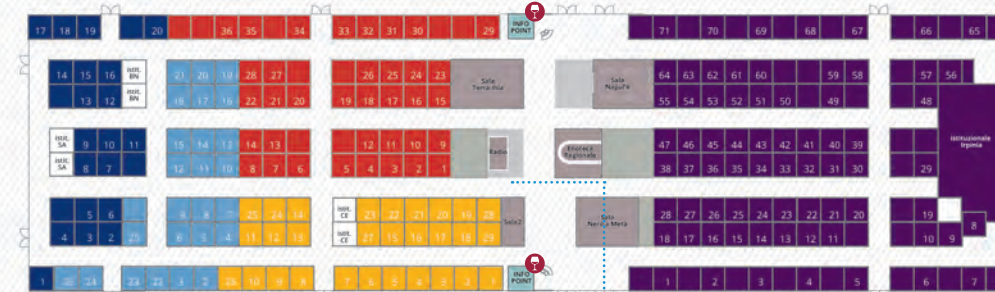 17 18 19 20 36 35 34 33 32 31 30 29 INFO POINT 71 70 69 68 67 66 65
14 15 16 istit. BN 21 20 19 28 27 26 25 24 23 Sala Terra mia Sala Napul'è 64 63 62 61 60 59 58 57 56
13 12 istit. BN 18 17 16 22 21 20 19 18 17 16 15 55 54 53 52 51 50 49 48
istituzionale Irpinia
istit. SA 9 10 11 15 14 13 14 13 12 11 10 9 Radio Enoteca Regionale 47 46 45 44 43 42 41 40 39
istit. SA 8 7 12 11 10 8 7 6 5 4 3 2 1 38 37 36 35 34 33 32 31 30 29
5 6 25 24 14 istit. CE 23 22 21 20 19 28 Sala2 Sala Nero a Metà 28 27 26 25 24 23 22 21 20 19 8
4 3 2 6 5 4 11 12 13 istit. CE 27 15 16 17 18 29 18 17 16 15 14 13 12 11 10 9
1 10 9 8 7 6 5 4 3 2 1 INFO POINT 1 2 3 4 5 6 7